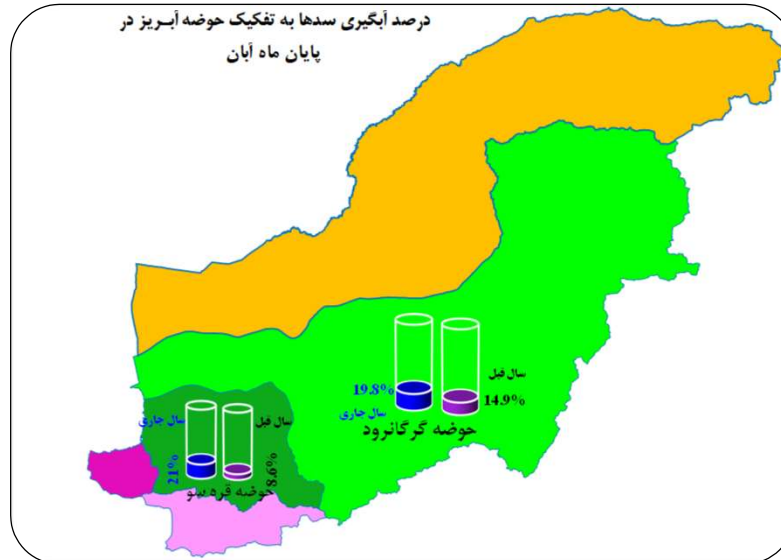 درصد آبگیری سدها به تفکیک حوضه آبـریز در
پایان ماه آبان
سال قبل
19.8%
14.9%
سال جاری
حوضه گرگانرود
سال جاری
سال قبل
21%
8.6%
حوضه قره سو